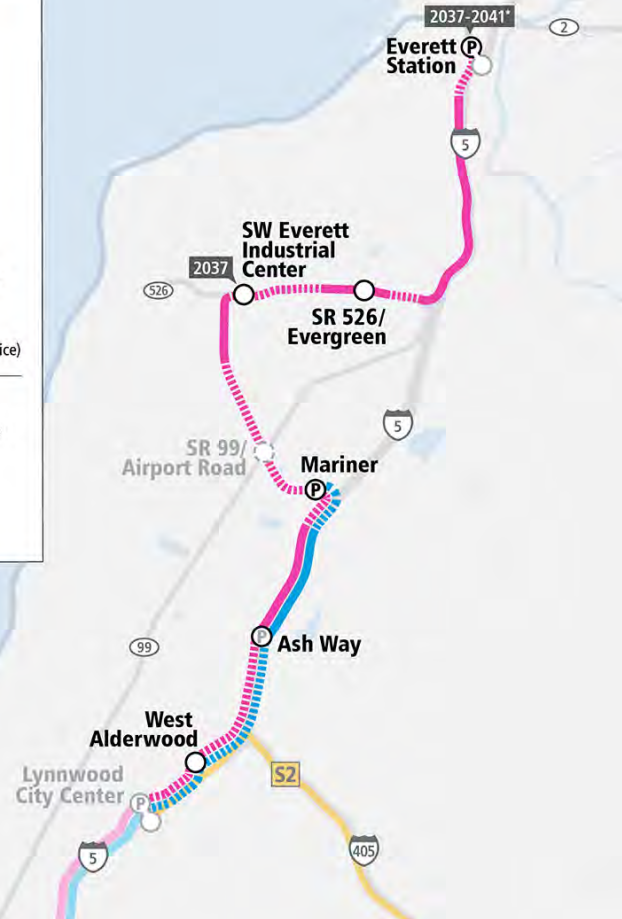 2037-2041*
2
Everett
Station
P
5
SW Everett
Industrial
Center
2037
526
SR 526/
Evergreen
ice)
5
SR 99/
Airport Road
Mariner
P
P
Ash Way
99
West
Alderwood
Lynnwood
City Center
P
S2
5
405